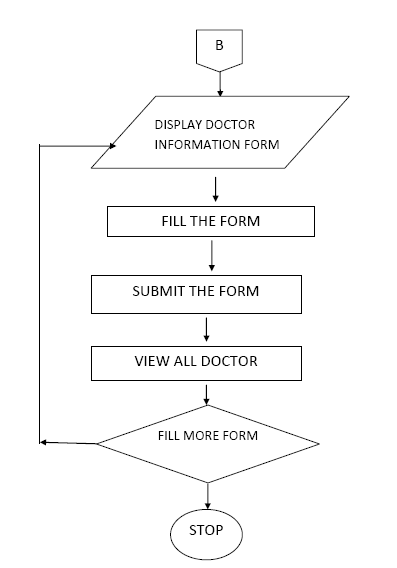 B
DISPLAY DOCTOR
INFORMATION FORM
FILL THE FORM
SUBMIT THE FORM
VIEW ALL DOCTOR
FILL MORE FORM
STOP